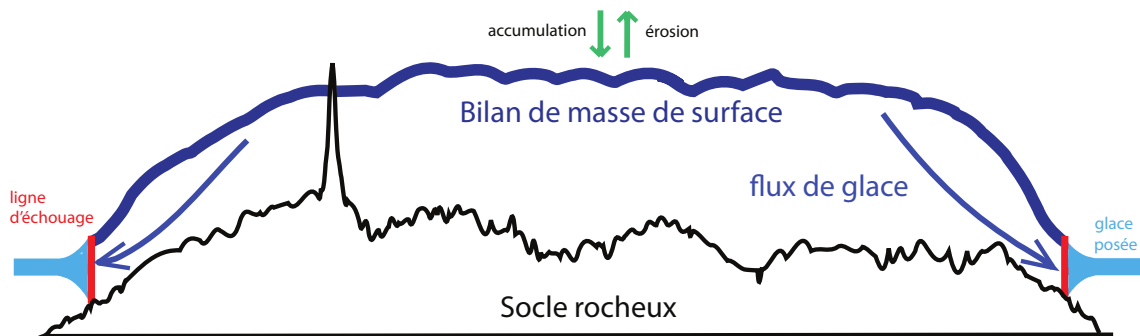 accumulation
érosion
Bilan de masse de surface
flux de glace
ligne
d'échouage
glace
posée
Socle rocheux